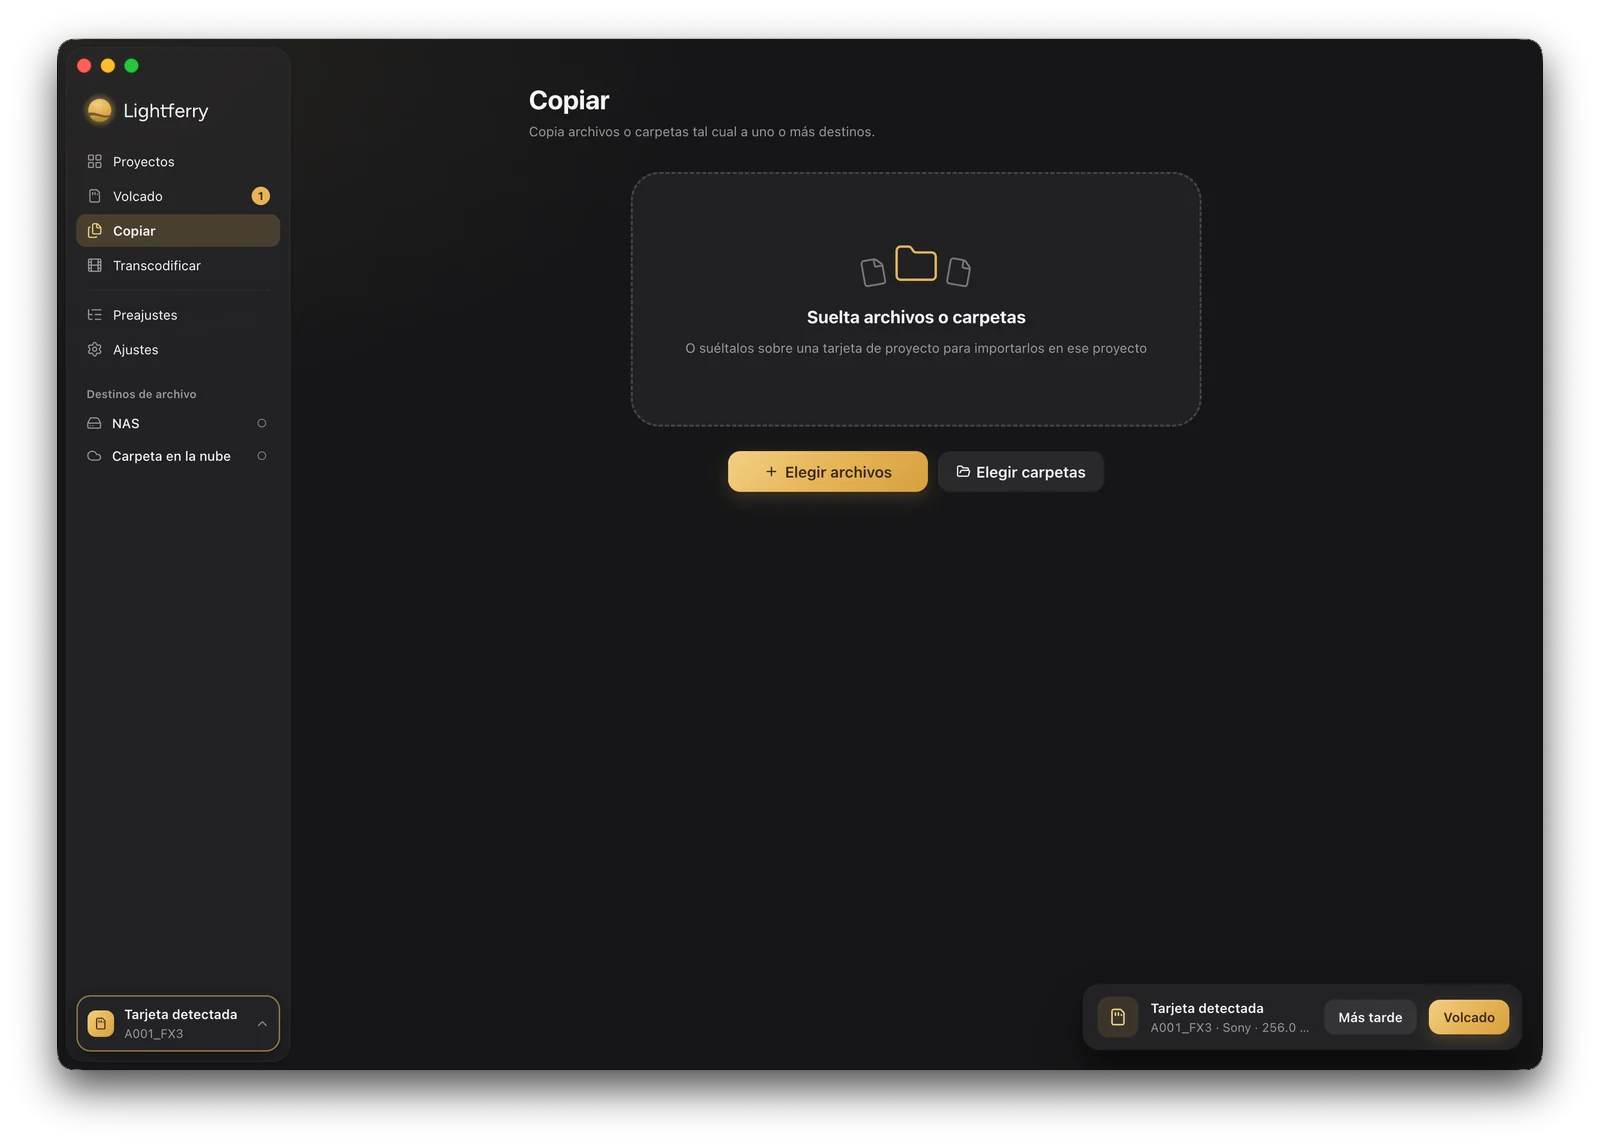 Lightferry
Proyectos
Volcado 1
Copiar
Transcodificar
Preajustes
Ajustes
Destinos de archivo
NAS
Carpeta en la nube
Tarjeta detectada
A001_FX3
Copiar
Copia archivos o carpetas tal cual a uno o más destinos.
Suelta archivos o carpetas
O suéltalos sobre una tarjeta de proyecto para importarlos en ese proyecto
+ Elegir archivos
Elegir carpetas
Tarjeta detectada
A001_FX3 · Sony · 256.0 ...
Más tarde
Volcado